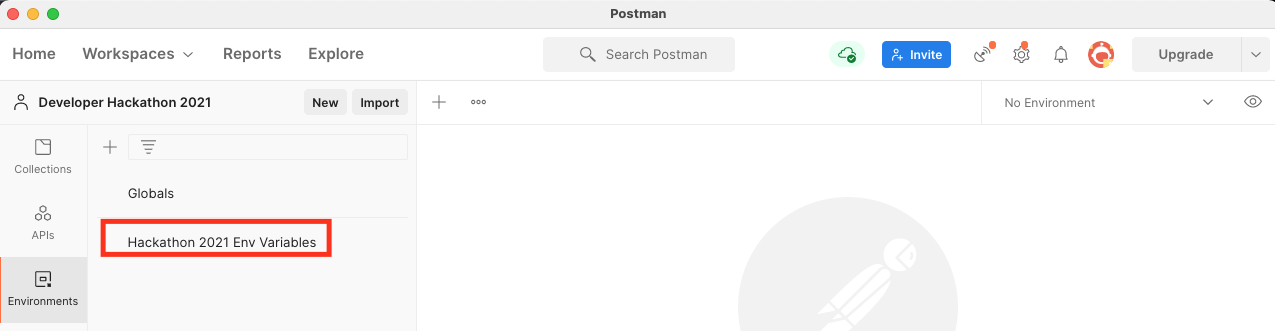 Postman
Home Workspaces Reports Explore Search Postman Invite Upgrade
Developer Hackathon 2021 New Import No Environment
Collections
Globals
APIs
Hackathon 2021 Env Variables
Environments